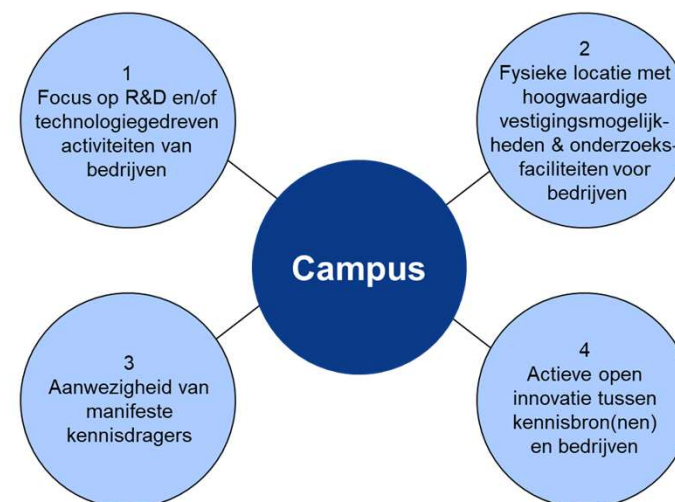 1
Focus op R&D en/of
technologiegedreven
activiteiten van
bedrijven
2
Fysieke locatie met
hoogwaardige
vestigingsmogelijk-
heden & onderzoeks-
faciliteiten voor
bedrijven
Campus
3
Aanwezigheid van
manifeste
kennisdragers
4
Actieve open
innovatie tussen
kennisbron(nen)
en bedrijven